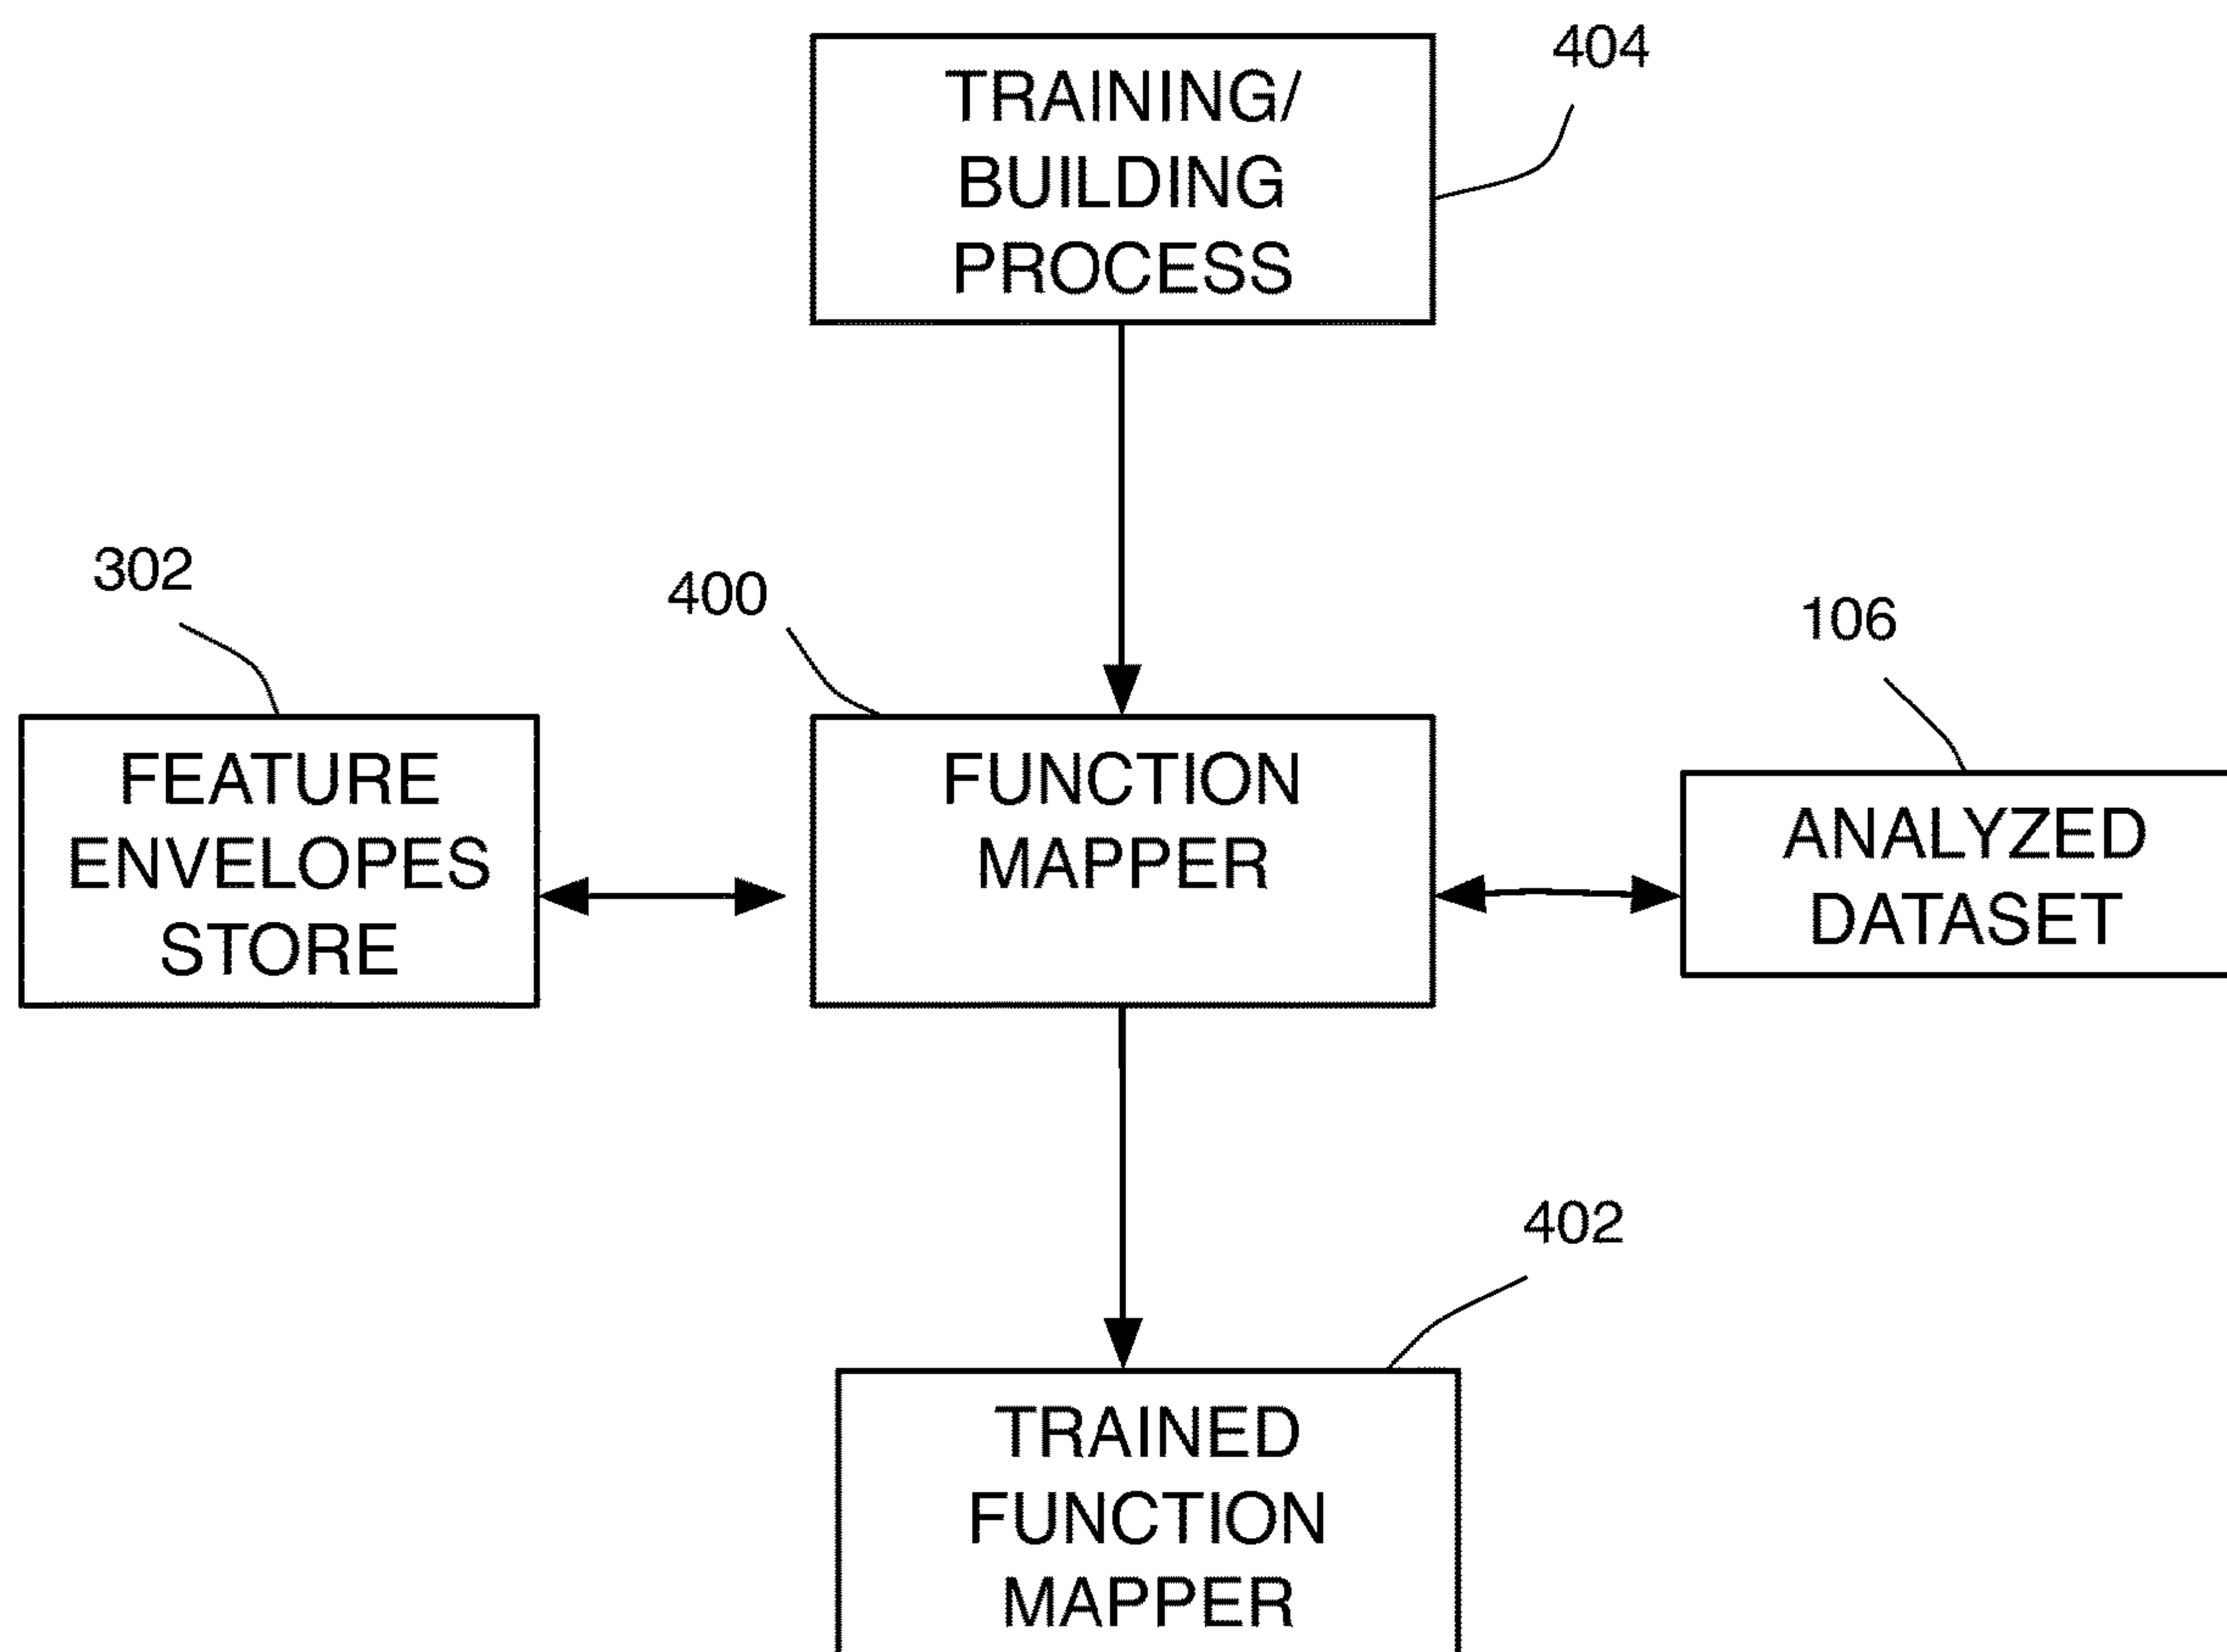 404
TRAINING/
BUILDING
PROCESS
302
400
106
FEATURE
ENVELOPES
STORE
FUNCTION
MAPPER
ANALYZED
DATASET
402
TRAINED
FUNCTION
MAPPER